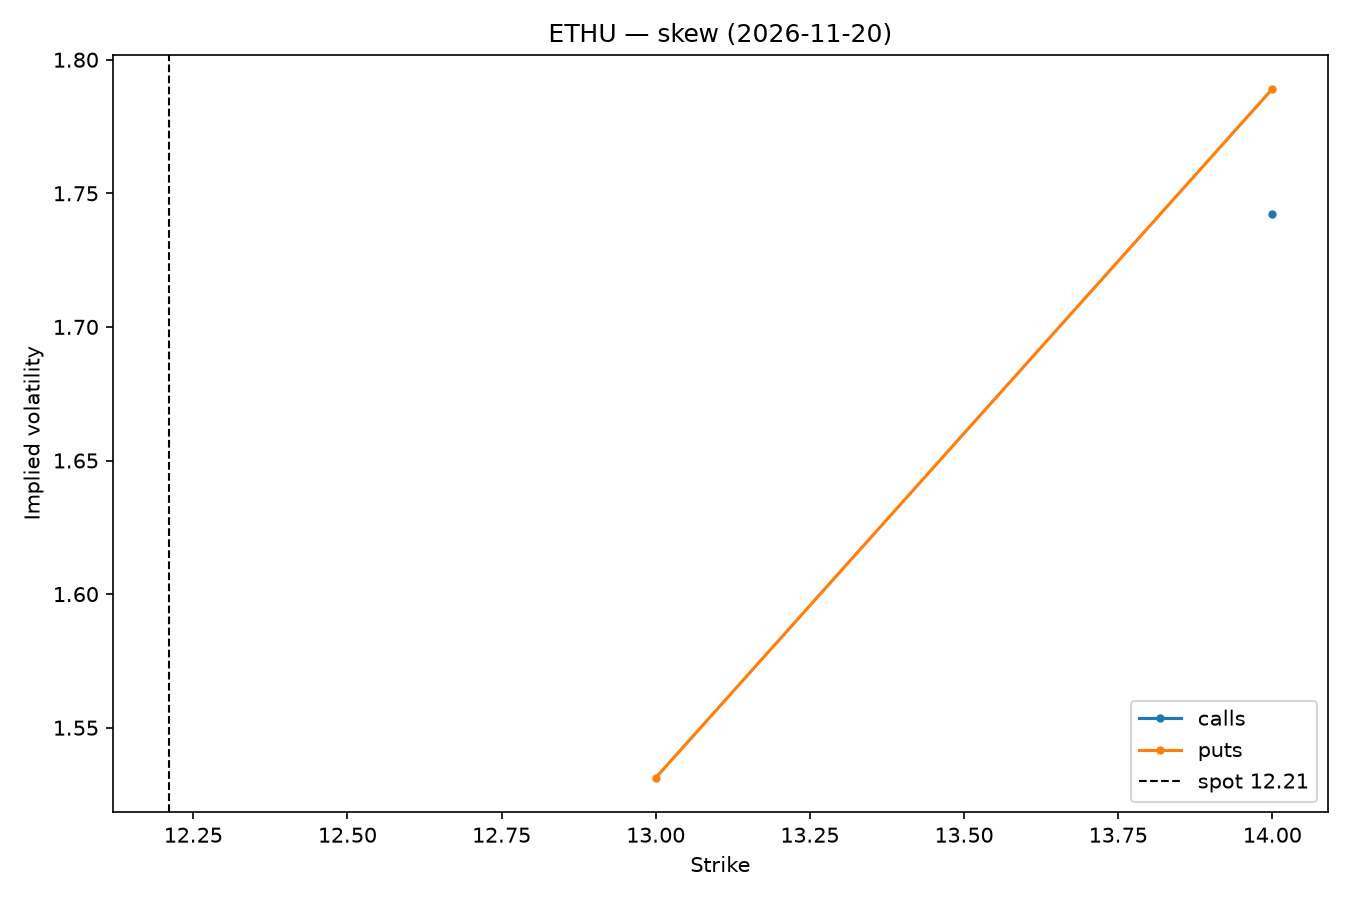 ETHU — skew (2026-11-20)
1.80
1.75
1.70
1.65
1.60
1.55
Implied volatility
12.25 12.50 12.75 13.00 13.25 13.50 13.75 14.00
Strike
calls
puts
spot 12.21